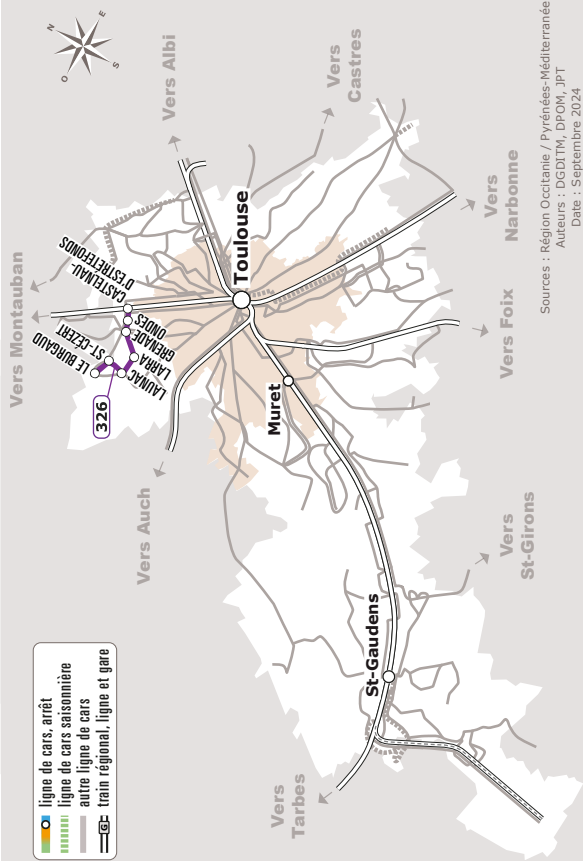 N
E
S
O
Vers Montauban
Vers Albi
Vers
Castres
Vers
Narbonne
Vers Foix
Vers
St-Girons
Vers
Tarbes
Vers Auch
Toulouse
Muret
St-Gaudens
326
LE BURGAUD
ST-CÉZERT
LAUNAC
LARRA
GRENADE
ONDES
CASTELNAU
D'ESTRETEFONDS
ligne de cars, arrêt
ligne de cars saisonnière
autre ligne de cars
G train régional, ligne et gare
Sources : Région Occitanie / Pyrénées-Méditerranée
Auteurs : DGDITM, DPOM, JPT
Date : Septembre 2024